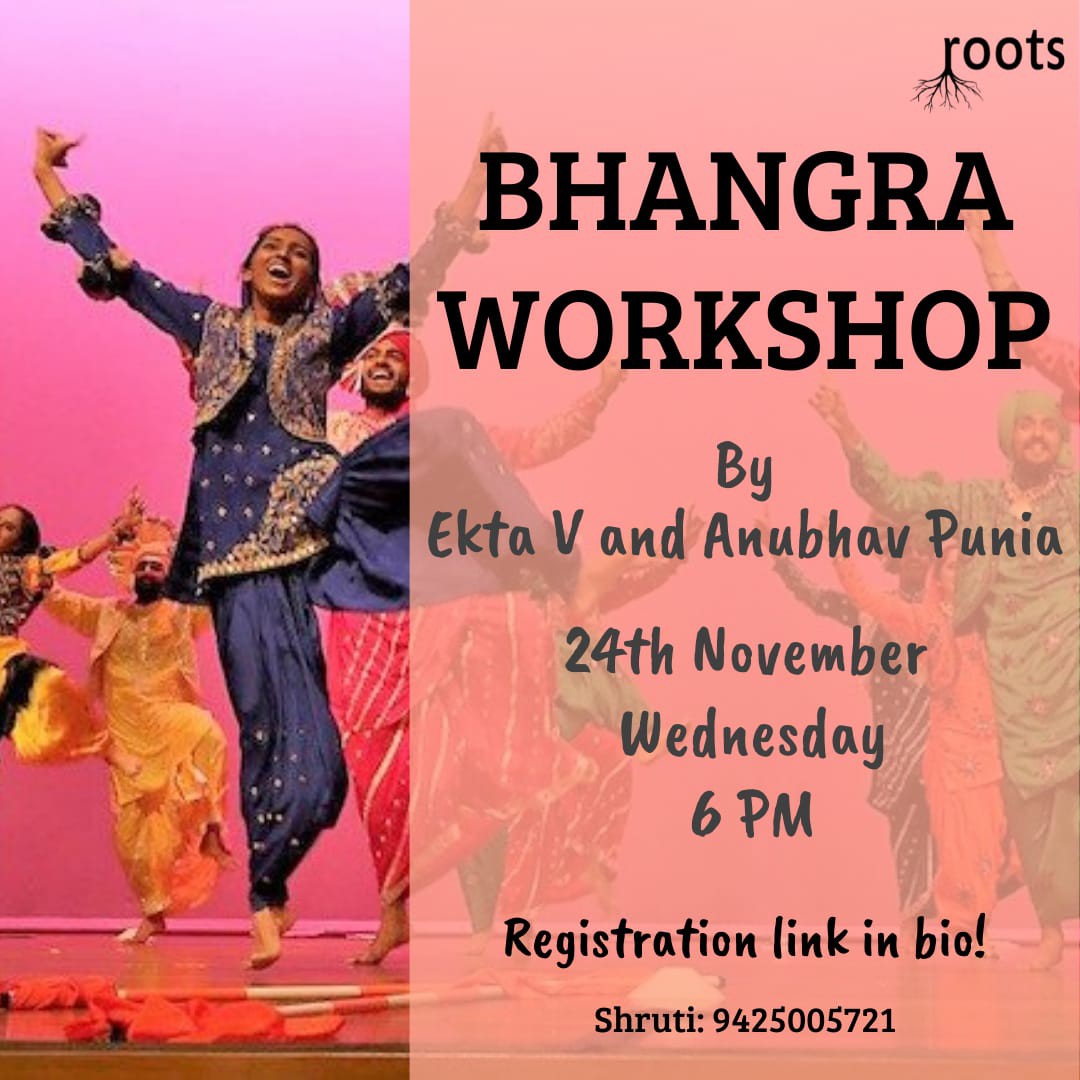 roots
BHANGRA
WORKSHOP
By
Ekta V and Anubhav Punia
24th November
Wednesday
6 PM
Registration link in bio!
Shruti: 9425005721